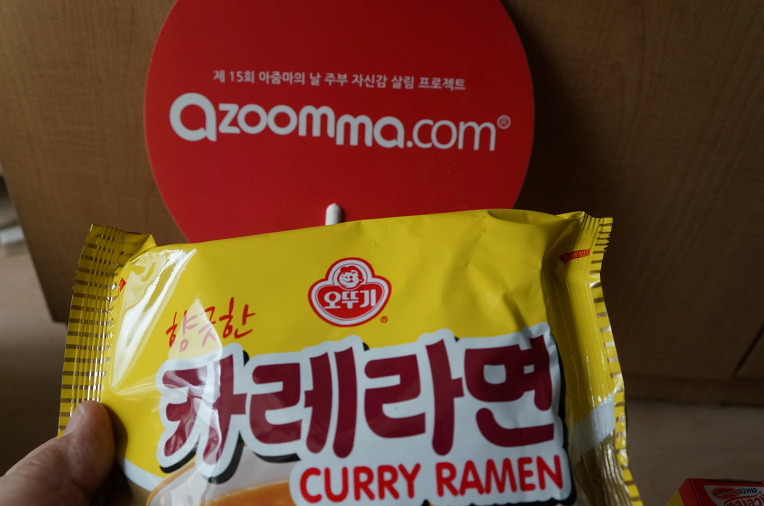 제 15회 아줌마의 날 주부 자신감 살림 프로젝트
azoomma.com®
오뚜기®
향긋한
카레라면
CURRY RAMEN